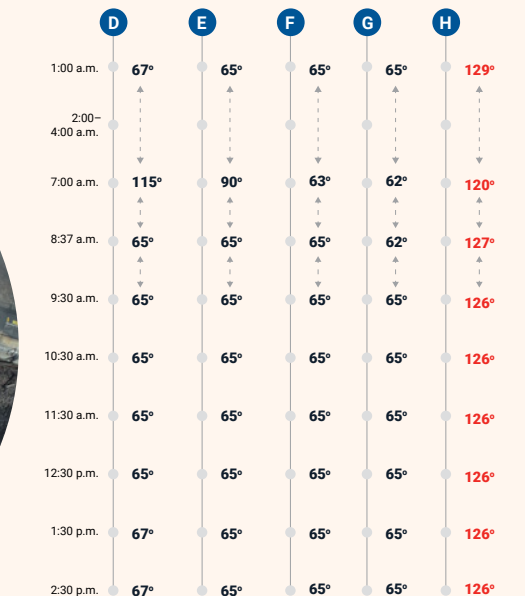 D E F G H
1:00 a.m. 67° 65° 65° 65° 129°
2:00–
4:00 a.m.
7:00 a.m. 115° 90° 63° 62° 120°
8:37 a.m. 65° 65° 65° 62° 127°
9:30 a.m. 65° 65° 65° 65° 126°
10:30 a.m. 65° 65° 65° 65° 126°
11:30 a.m. 65° 65° 65° 65° 126°
12:30 p.m. 65° 65° 65° 65° 126°
1:30 p.m. 67° 65° 65° 65° 126°
2:30 p.m. 67° 65° 65° 65° 126°